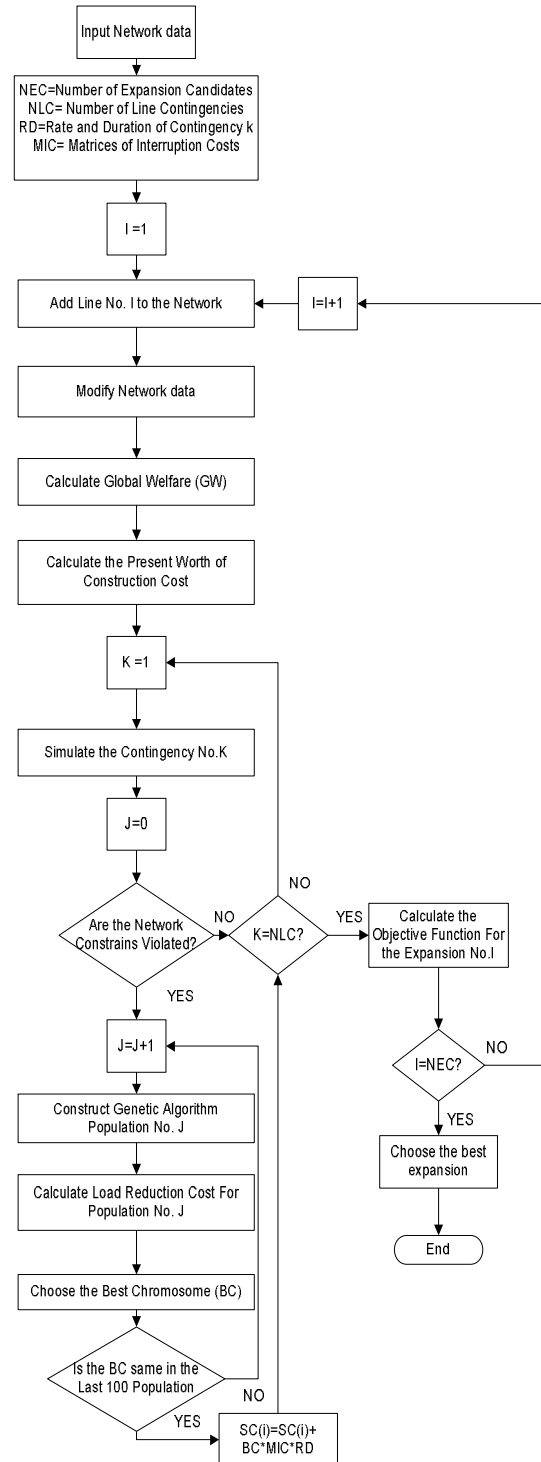 Input Network data
NEC=Number of Expansion Candidates
NLC= Number of Line Contingencies
RD=Rate and Duration of Contingency k
MIC= Matrices of Interruption Costs
I =1
Add Line No. I to the Network
I=I+1
Modify Network data
Calculate Global Welfare (GW)
Calculate the Present Worth of
Construction Cost
K =1
Simulate the Contingency No.K
J=0
Are the Network
Constrains Violated?
NO
YES
K=NLC?
NO
YES
Calculate the
Objective Function For
the Expansion No.I
I=NEC?
NO
YES
Choose the best
expansion
End
J=J+1
Construct Genetic Algorithm
Population No. J
Calculate Load Reduction Cost For
Population No. J
Choose the Best Chromosome (BC)
Is the BC same in the
Last 100 Population
NO
YES
SC(i)=SC(i)+
BC*MIC*RD